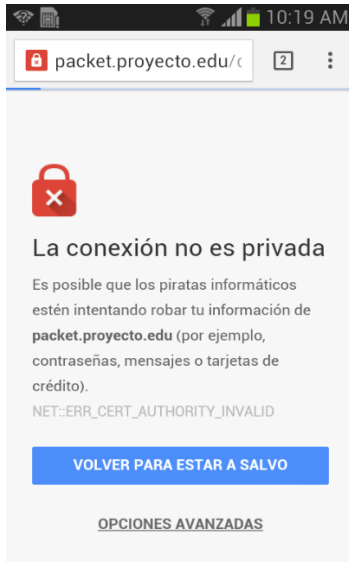 10:19 AM
packet.proyecto.edu/
2
La conexión no es privada
Es posible que los piratas informáticos
estén intentando robar tu información de
packet.proyecto.edu (por ejemplo,
contraseñas, mensajes o tarjetas de
crédito).
NET::ERR_CERT_AUTHORITY_INVALID
VOLVER PARA ESTAR A SALVO
OPCIONES AVANZADAS